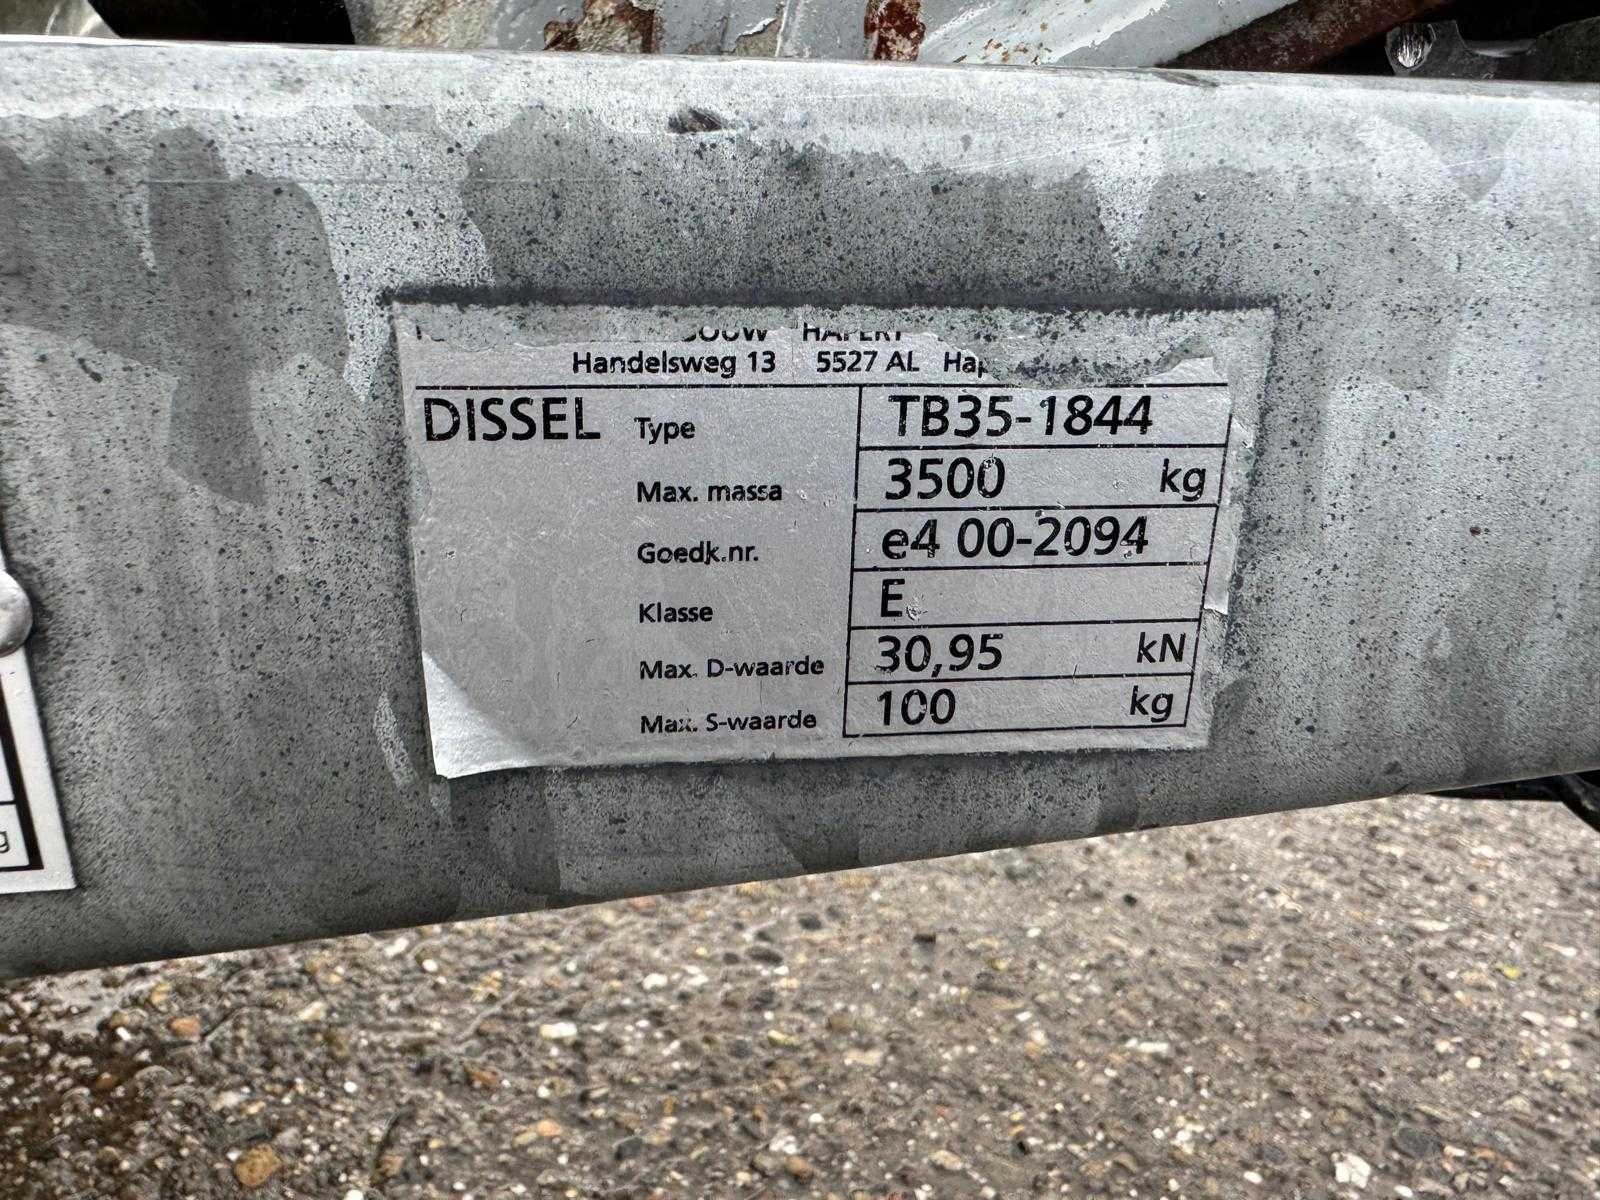 HAPERT
Handelsweg 13 5527 AL
DISSEL Type TB35-1844
Max. massa 3500 kg
Goedk.nr. e4 00-2094
Klasse E
Max. D-waarde 30,95 kN
Max. S-waarde 100 kg
g